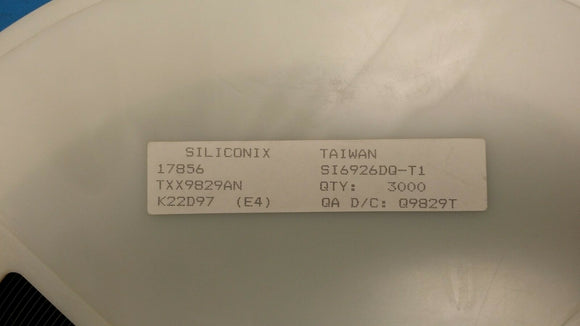 SILICONIX TAIWAN
17856 SI6926DQ-T1
TXX9829AN QTY: 3000
K22D97 (E4) QA D/C: Q9829T